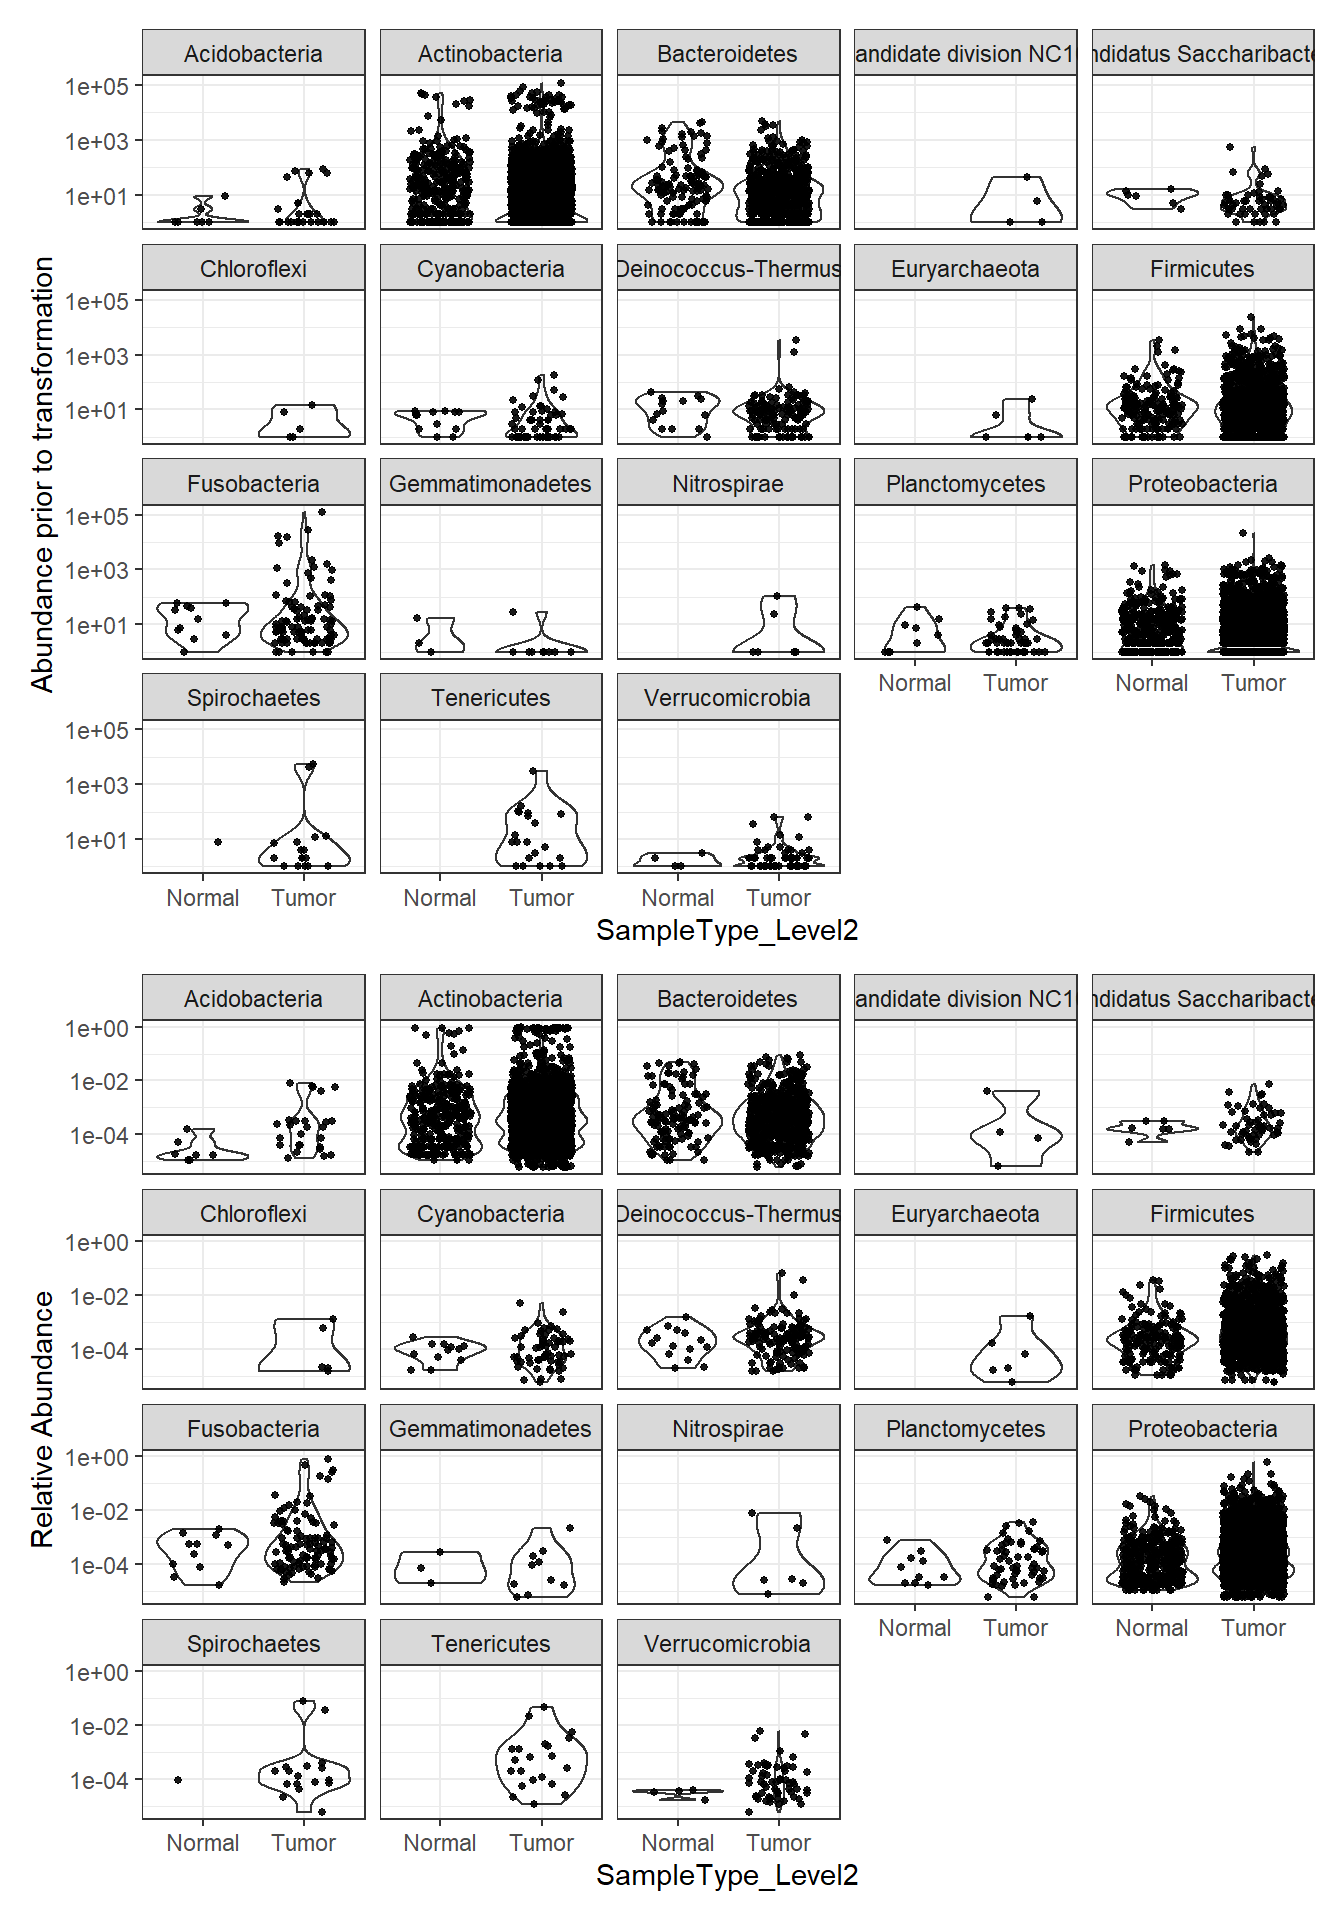 Acidobacteria Actinobacteria Bacteroidetes andidate division NC1 ndidatus Saccharibacte
1e+05
1e+03
1e+01
Chloroflexi Cyanobacteria Deinococcus-Thermus Euryarchaeota Firmicutes
1e+05
1e+03
1e+01
Abundance prior to transformation
Fusobacteria Gemmatimonadetes Nitrospirae Planctomycetes Proteobacteria
1e+05
1e+03
1e+01
Normal Tumor Normal Tumor
Spirochaetes Tenericutes Verrucomicrobia
1e+05
1e+03
1e+01
Normal Tumor Normal Tumor Normal Tumor
SampleType_Level2
Acidobacteria Actinobacteria Bacteroidetes andidate division NC1 ndidatus Saccharibacte
1e+00
1e-02
1e-04
Chloroflexi Cyanobacteria Deinococcus-Thermus Euryarchaeota Firmicutes
1e+00
1e-02
1e-04
Relative Abundance
Fusobacteria Gemmatimonadetes Nitrospirae Planctomycetes Proteobacteria
1e+00
1e-02
1e-04
Normal Tumor Normal Tumor
Spirochaetes Tenericutes Verrucomicrobia
1e+00
1e-02
1e-04
Normal Tumor Normal Tumor Normal Tumor
SampleType_Level2